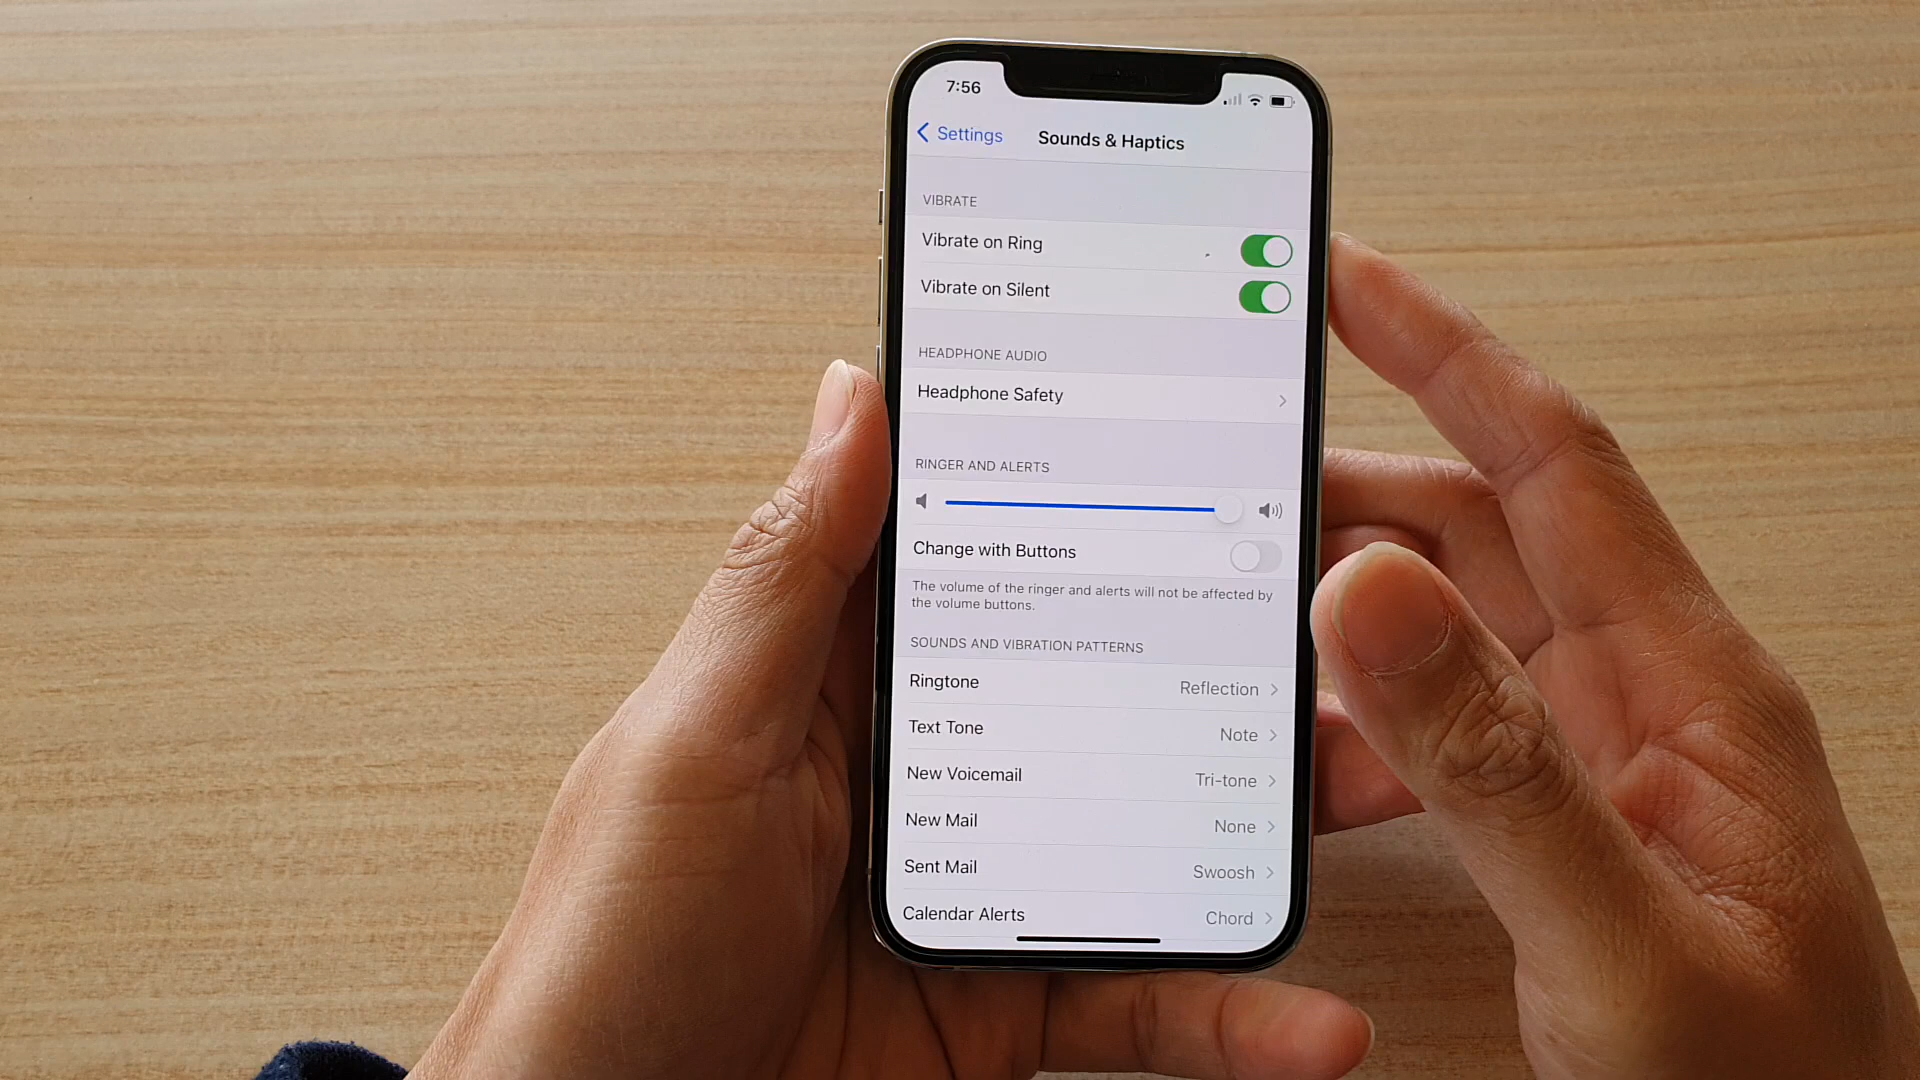 7:56
Settings
Sounds & Haptics
VIBRATE
Vibrate on Ring
Vibrate on Silent
HEADPHONE AUDIO
Headphone Safety
RINGER AND ALERTS
Change with Buttons
The volume of the ringer and alerts will not be affected by
the volume buttons.
SOUNDS AND VIBRATION PATTERNS
Ringtone Reflection
Text Tone Note
New Voicemail Tri-tone
New Mail None
Sent Mail Swoosh
Calendar Alerts Chord